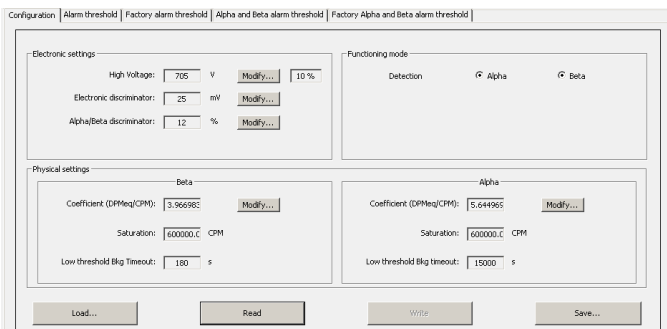 Configuration Alarm threshold Factory alarm threshold Alpha and Beta alarm threshold Factory Alpha and Beta alarm threshold
Electronic settings
High Voltage: 705 V Modify... 10 %
Electronic discriminator: 25 mV Modify...
Alpha/Beta discriminator: 12 % Modify...
Functioning mode
Detection Alpha Beta
Physical settings
Beta
Coefficient (DPMeq/CPM): 3.966983 Modify...
Saturation: 600000.0 CPM
Low threshold Bkg Timeout: 180 s
Alpha
Coefficient (DPMeq/CPM): 5.644969 Modify...
Saturation: 600000.0 CPM
Low threshold Bkg timeout: 15000 s
Load... Read Write Save...